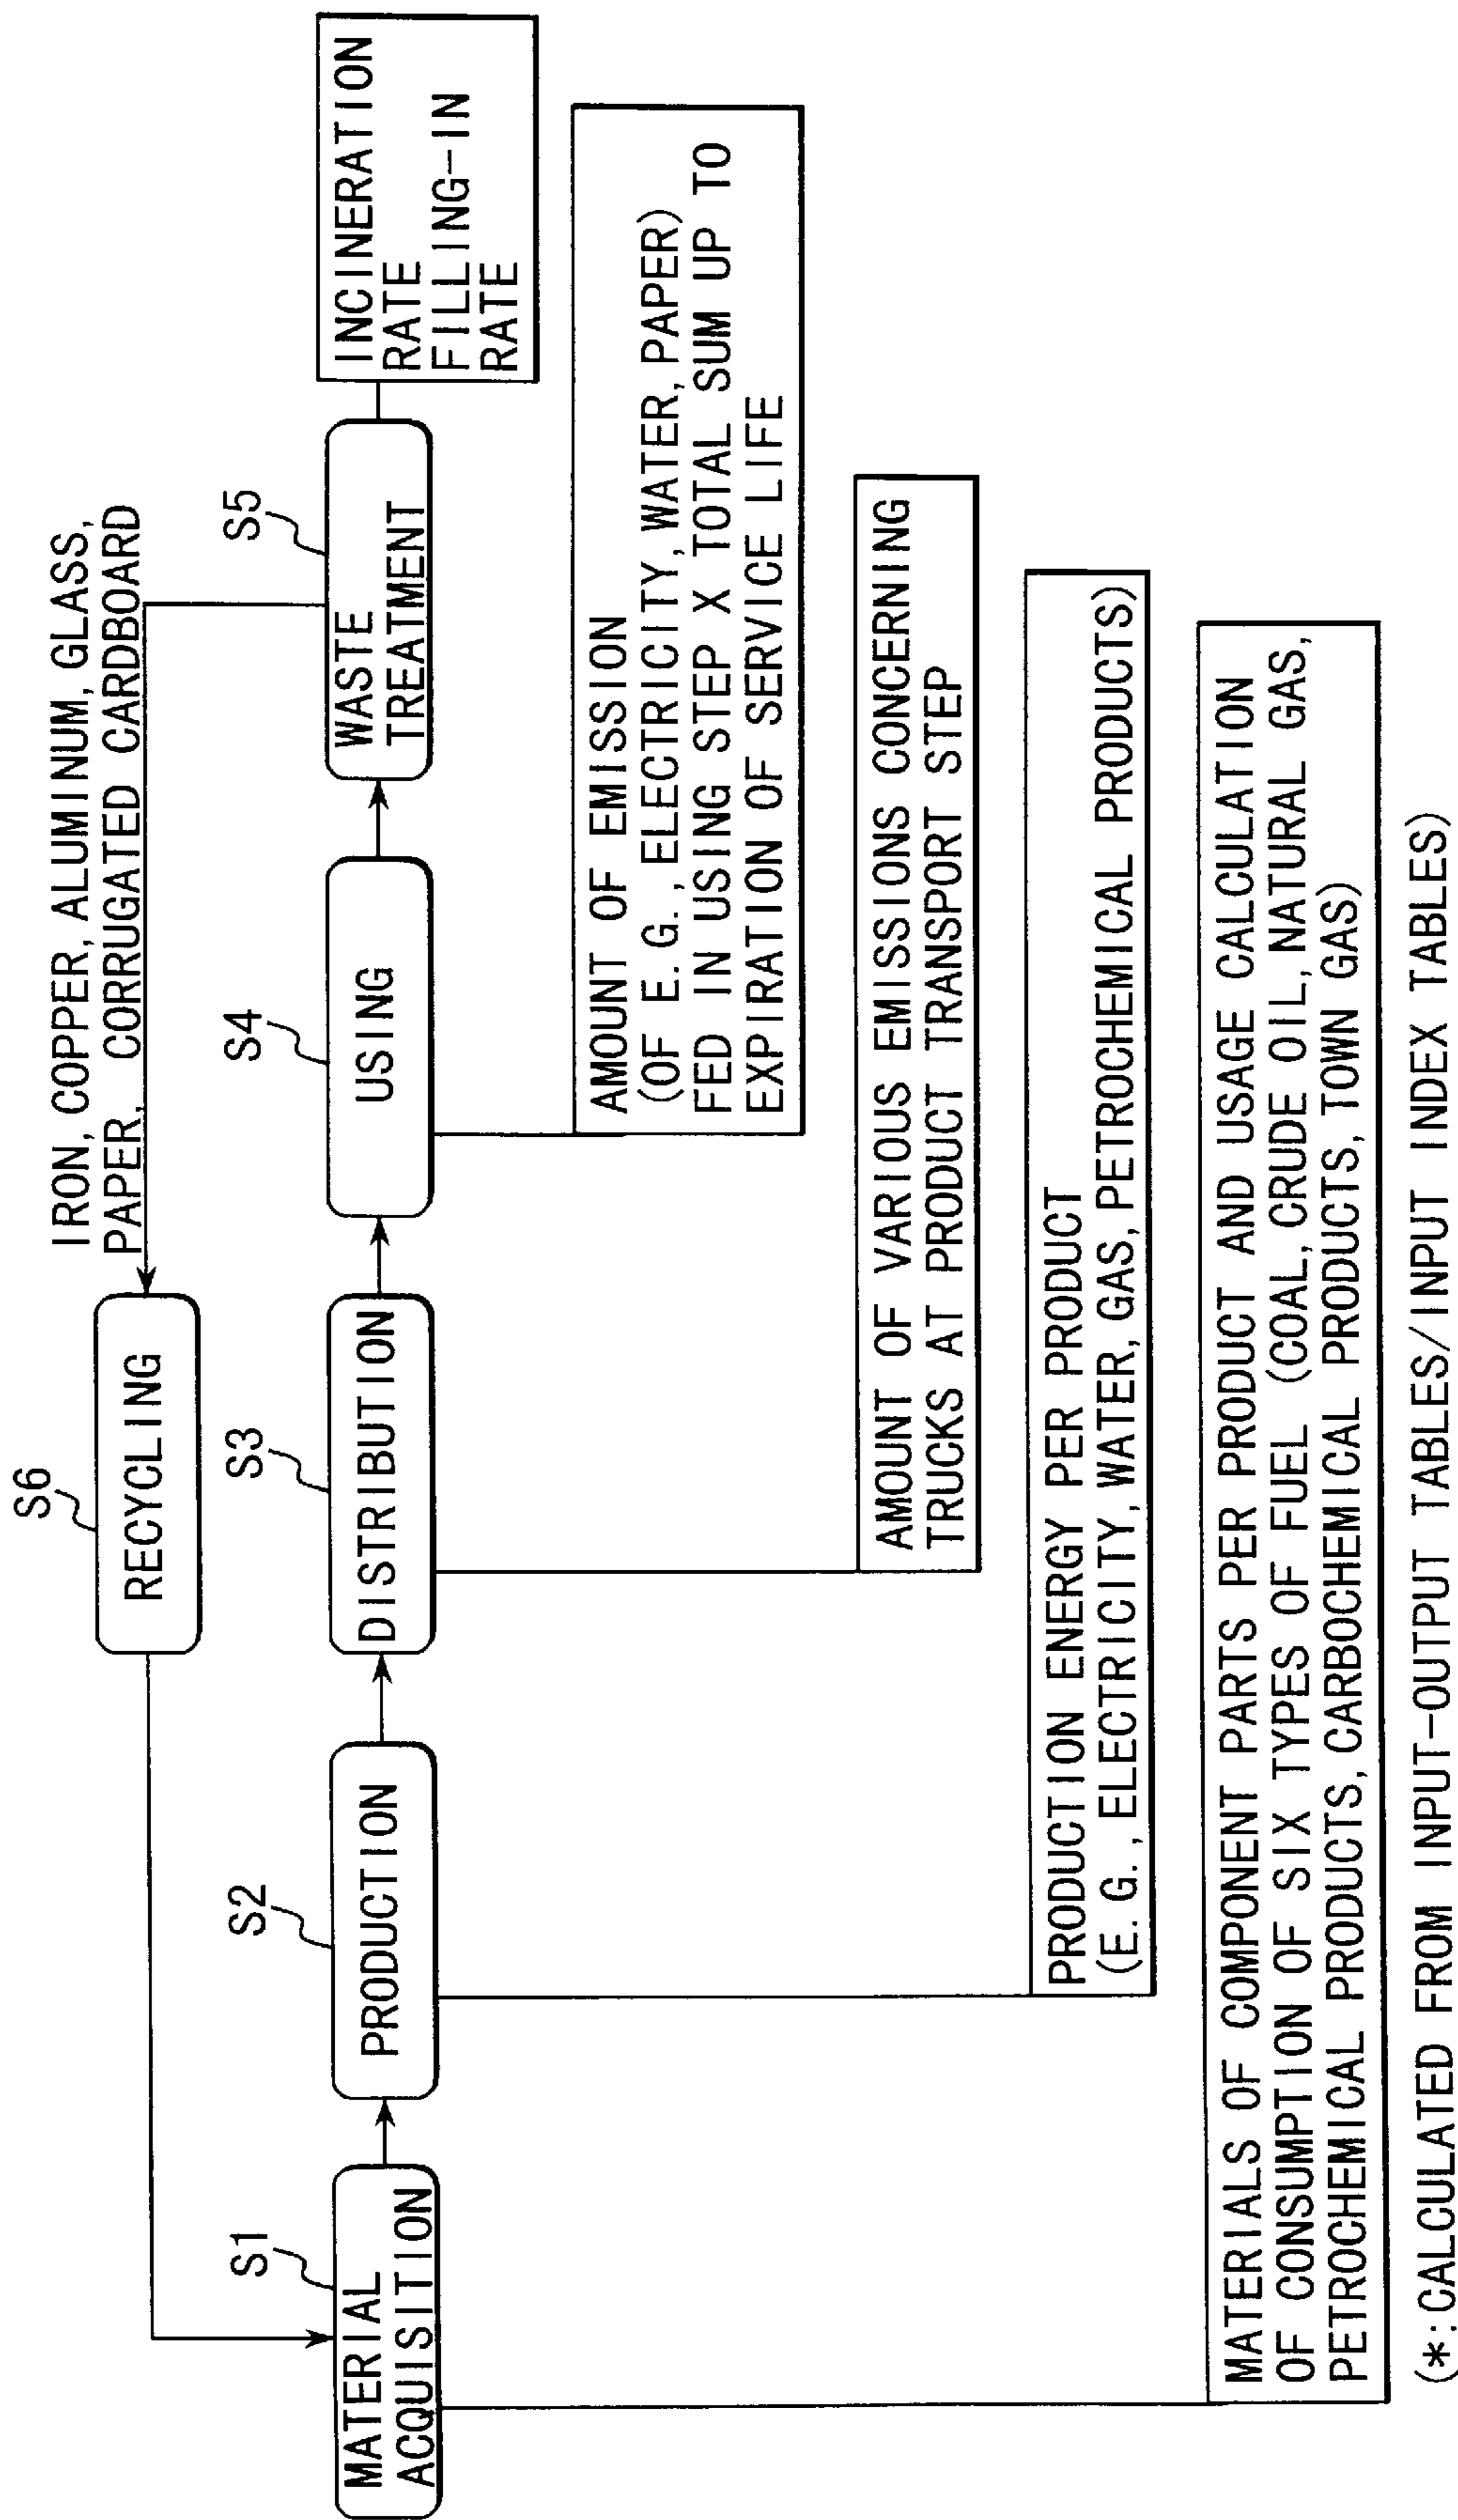 IRON, COPPER, ALUMINUM, GLASS,
PAPER, CORRUGATED CARDBOARD
S6
RECYCLING
S1
S2
S3
S4
S5
MATERIAL
ACQUISITION
PRODUCTION
DISTRIBUTION
USING
WASTE
TREATMENT
INCINERATION
RATE
FILLING-IN
RATE
AMOUNT OF EMISSION
(OF E.G., ELECTRICITY, WATER, PAPER)
FED IN USING STEP X TOTAL SUM UP TO
EXPIRATION OF SERVICE LIFE
AMOUNT OF VARIOUS EMISSIONS CONCERNING
TRUCKS AT PRODUCT TRANSPORT STEP
PRODUCTION ENERGY PER PRODUCT
(E.G., ELECTRICITY, WATER, GAS, PETROCHEMICAL PRODUCTS)
MATERIALS OF COMPONENT PARTS PER PRODUCT AND USAGE CALCULATION
OF CONSUMPTION OF SIX TYPES OF FUEL (COAL, CRUDE OIL, NATURAL GAS,
PETROCHEMICAL PRODUCTS, CARBOCHEMICAL PRODUCTS, TOWN GAS)
(*: CALCULATED FROM INPUT-OUTPUT TABLES/INPUT INDEX TABLES)